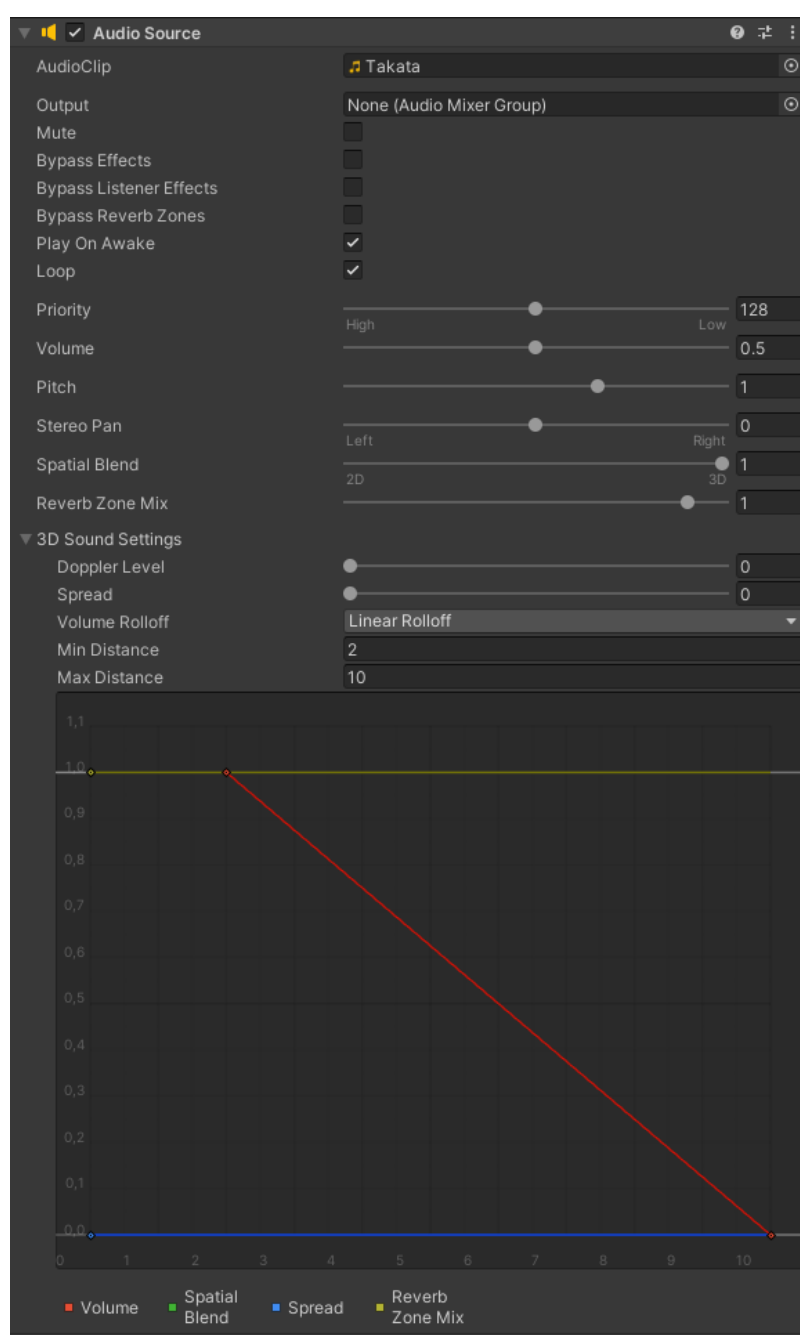 Audio Source
AudioClip Takata
Output None (Audio Mixer Group)
Mute
Bypass Effects
Bypass Listener Effects
Bypass Reverb Zones
Play On Awake
Loop
Priority 128
High Low
Volume 0.5
Pitch 1
Stereo Pan 0
Left Right
Spatial Blend 1
2D 3D
Reverb Zone Mix 1
3D Sound Settings
Doppler Level 0
Spread 0
Volume Rolloff Linear Rolloff
Min Distance 2
Max Distance 10
1,1
1,0
0,9
0,8
0,7
0,6
0,5
0,4
0,3
0,2
0,1
0,0
0 1 2 3 4 5 6 7 8 9 10
Volume
Spatial
Blend
Spread
Reverb
Zone Mix